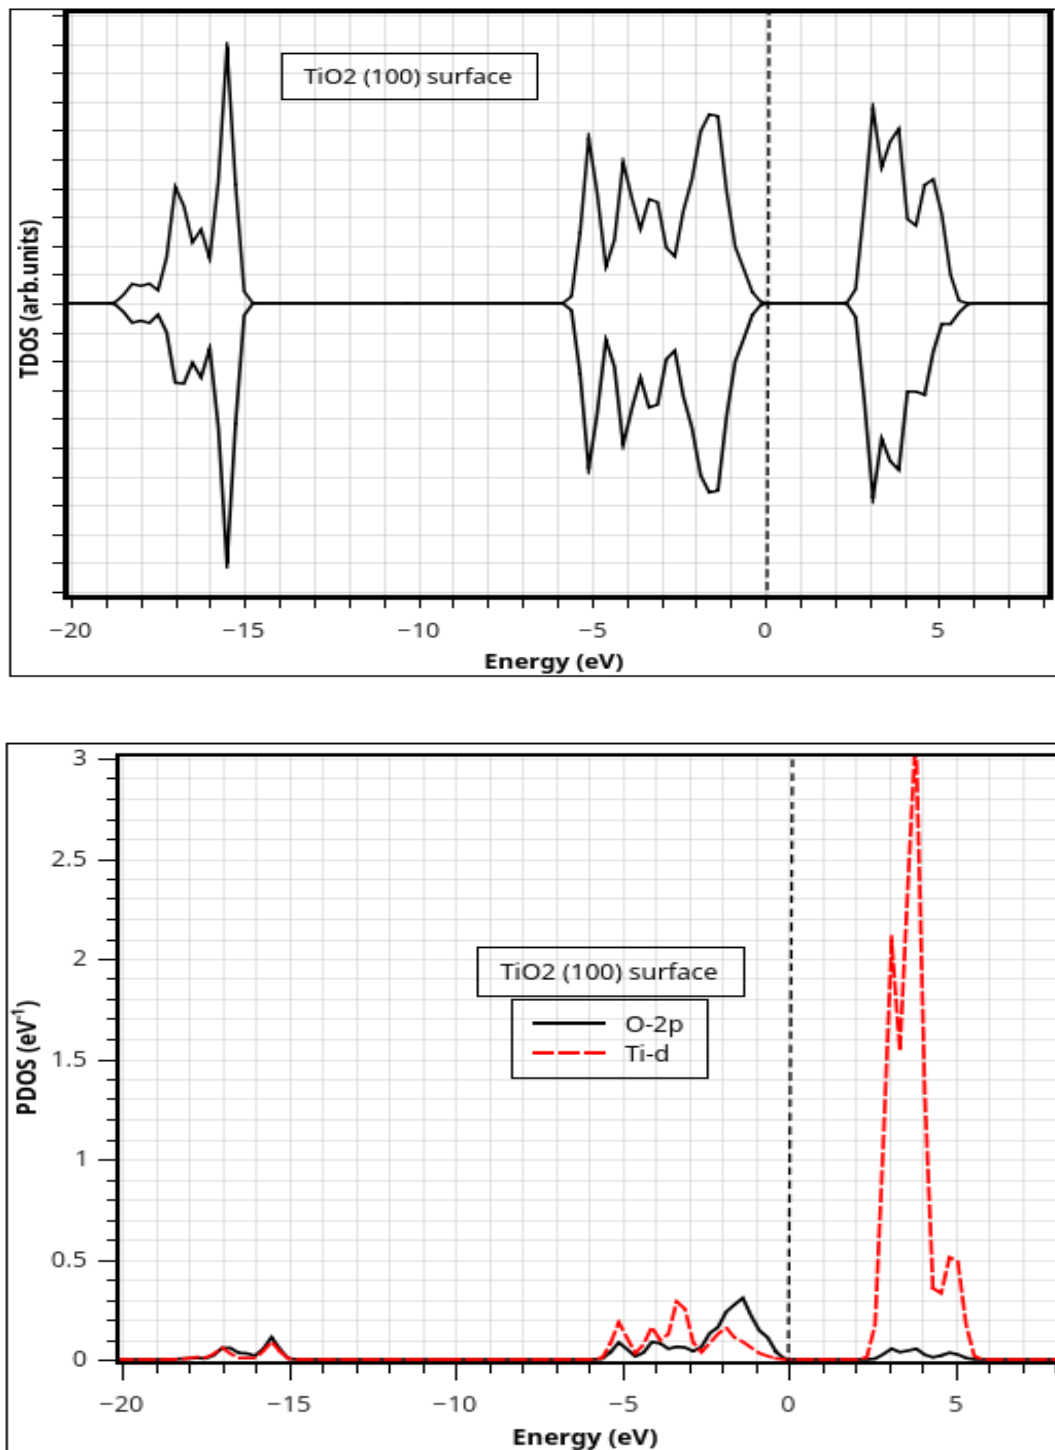 TiO2 (100) surface
TDOS (arb.units)
−20 −15 −10 −5 0 5
Energy (eV)
3
2.5
2
1.5
1
0.5
0
PDOS (eV⁻¹)
TiO2 (100) surface
O-2p
Ti-d
−20 −15 −10 −5 0 5
Energy (eV)